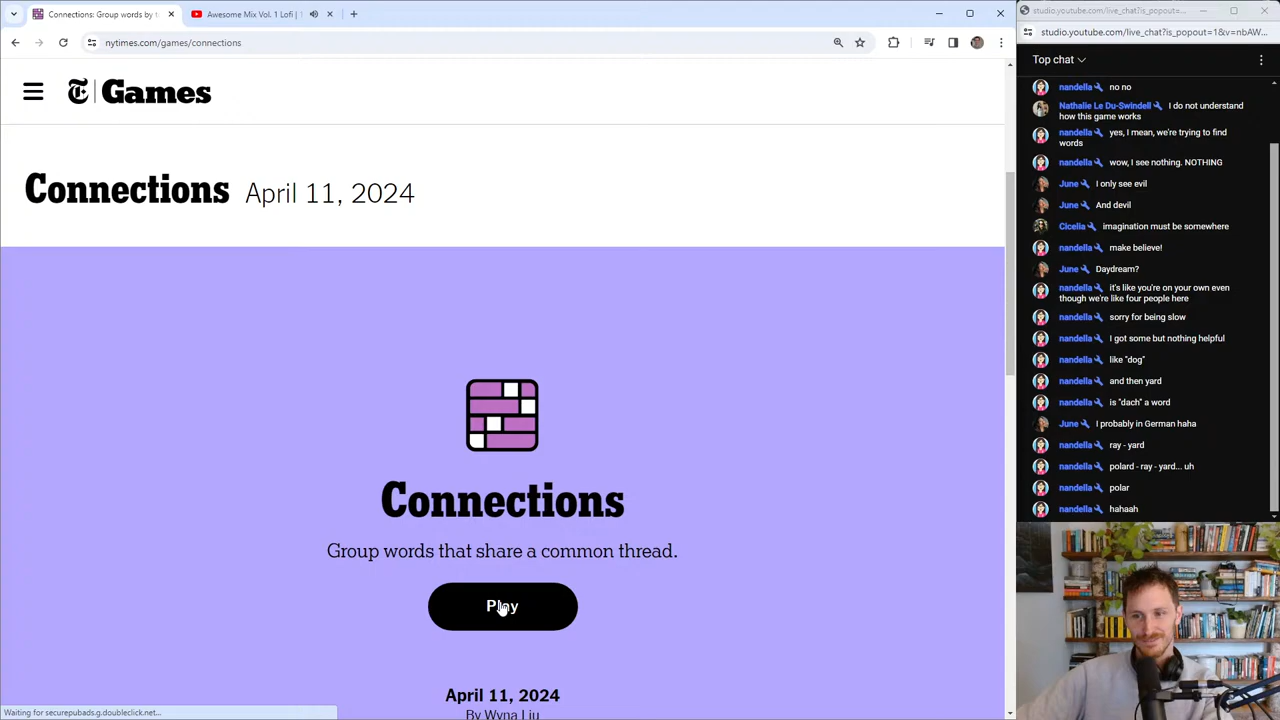 Connections: Group words by t
Awesome Mix Vol. 1 Lofi |
nytimes.com/games/connections
Games
Connections April 11, 2024
Connections
Group words that share a common thread.
Play
April 11, 2024
By Wyna Liu
Waiting for securepubads.g.doubleclick.net...
studio.youtube.com/live_chat?is_popout=...
studio.youtube.com/live_chat?is_popout=1&v=nbAW...
Top chat
nandella no no
Nathalie Le Du-Swindell I do not understand
how this game works
nandella yes, I mean, we're trying to find
words
nandella wow, I see nothing. NOTHING
June I only see evil
June And devil
Cicelia imagination must be somewhere
nandella make believe!
June Daydream?
nandella it's like you're on your own even
though we're like four people here
nandella sorry for being slow
nandella I got some but nothing helpful
nandella like "dog"
nandella and then yard
nandella is "dach" a word
June I probably in German haha
nandella ray - yard
nandella polard - ray - yard... uh
nandella polar
nandella hahaah